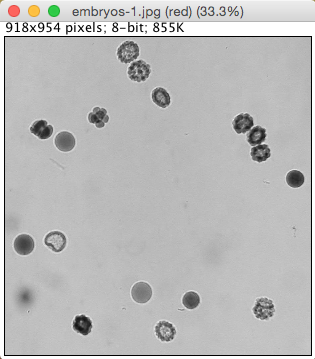 embryos-1.jpg (red) (33.3%)
918x954 pixels; 8-bit; 855K